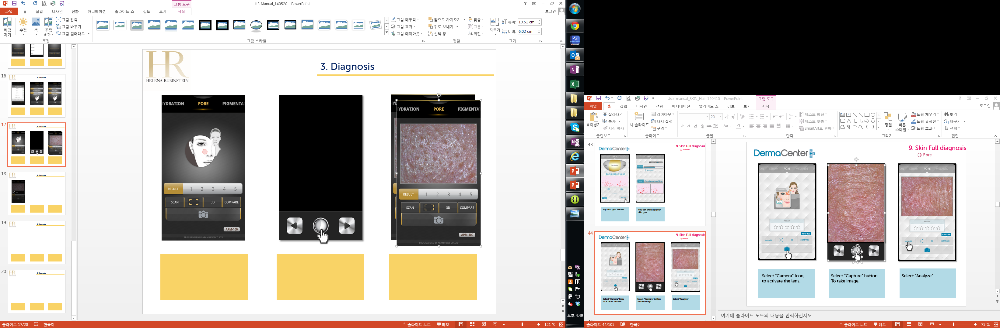 HR Manual_140520 - PowerPoint
그림 도구
파일
홈
삽입
디자인
전환
애니메이션
슬라이드 쇼
검토
보기
서식
로그인
배경 제거
수정
색
꾸밈 효과
그림 압축
그림 바꾸기
그림 원래대로
조정
그림 스타일
그림 테두리
그림 효과
그림 레이아웃
앞으로 가져오기
뒤로 보내기
선택 창
맞춤
그룹
회전
정렬
자르기
높이: 10.51 cm
너비: 6.02 cm
크기
16
3. Diagnosis
17
3. Diagnosis
18
3. Diagnosis
19
3. Diagnosis
20
3. Diagnosis
HR
HELENA RUBINSTEIN
3. Diagnosis
YDRATION PORE PIGMENTA
RESULT 1 2 3 4 5
SCAN 3D COMPARE
APM-100
PROGRAMMED BY ARAMHUVIS CO.,LTD
YDRATION PORE PIGMENTA
RESULT 1 2 3 4 5
SCAN 3D COMPARE
APM-100
PROGRAMMED BY ARAMHUVIS CO.,LTD
슬라이드 17/20
한국어
슬라이드 노트
메모
121 %
오후 4:49
User manual_SKIN_Hair-140415 - PowerPoint
그림 도구
파일
홈
삽입
디자인
전환
애니메이션
슬라이드 쇼
검토
보기
서식
로그인
붙여넣기
잘라내기
복사
서식 복사
클립보드
새 슬라이드
레이아웃
다시 설정
구역
슬라이드
20
글꼴
텍스트 방향
텍스트 맞춤
SmartArt로 변환
단락
정렬
빠른 스타일
도형 채우기
도형 윤곽선
도형 효과
그리기
찾기
바꾸기
선택
편집
43
DermaCenter
9. Skin Full diagnosis
① Sebum
Combination
[ Combination Skin ]
[ Normal ]
Combination Skin
Tap 'skin type' button
You can check up your
skin type
44
DermaCenter
9. Skin Full diagnosis
③ Pore
Select "Camera" Icon,
to activate the lens.
Select "Capture" button
To take image.
Select "Analyze"
DermaCenter
9. Skin Full diagnosis
③ Pore
ON SEBUM PORE MELANIN
HERE
RESULT
APM-100
Analyze 3D COMPARE
ON SEBUM PORE MELANIN
RESULT
APM-100
Analyze 3D COMPARE
Select "Camera" Icon,
to activate the lens.
Select "Capture" button
To take image.
Select "Analyze"
여기에 슬라이드 노트의 내용을 입력하십시오
슬라이드 44/105
한국어
슬라이드 노트
메모
75 %